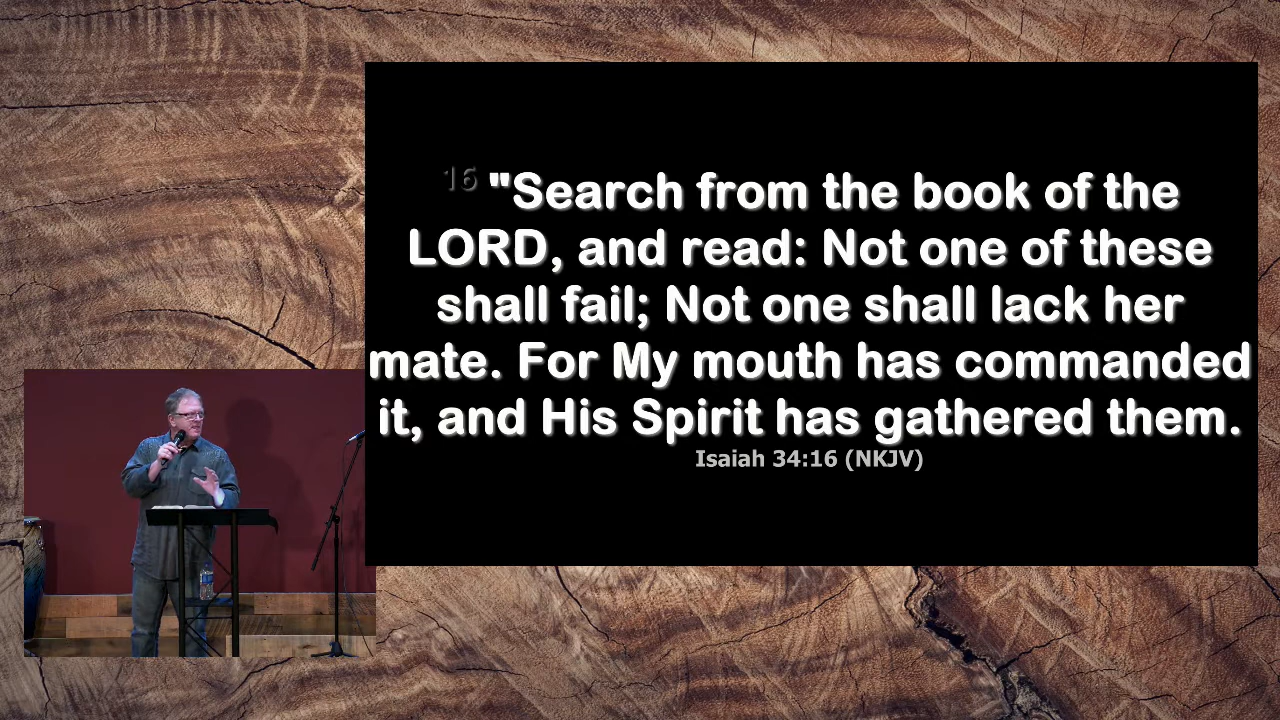 16 "Search from the book of the
LORD, and read: Not one of these
shall fail; Not one shall lack her
mate. For My mouth has commanded
it, and His Spirit has gathered them.
Isaiah 34:16 (NKJV)